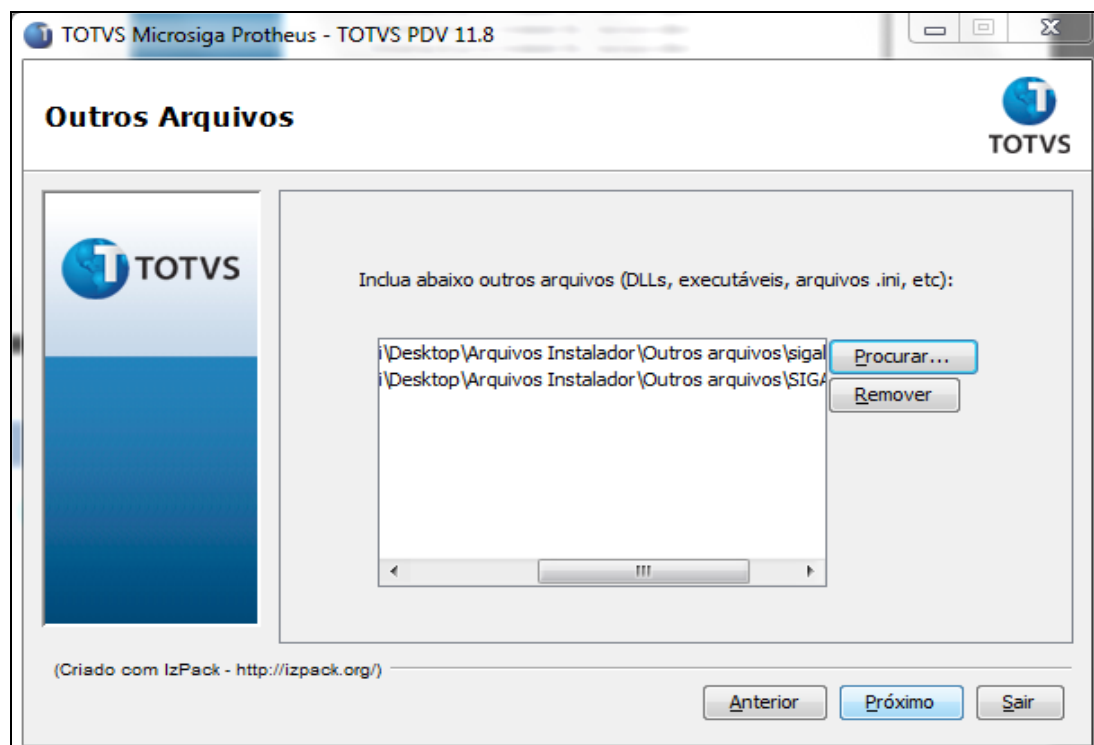 TOTVS Microsiga Protheus - TOTVS PDV 11.8
Outros Arquivos
TOTVS
TOTVS
Inclua abaixo outros arquivos (DLLs, executáveis, arquivos .ini, etc):
i\Desktop\Arquivos Instalador\Outros arquivos\sigal
i\Desktop\Arquivos Instalador\Outros arquivos\SIGA
Procurar...
Remover
(Criado com IzPack - http://izpack.org/)
Anterior
Próximo
Sair